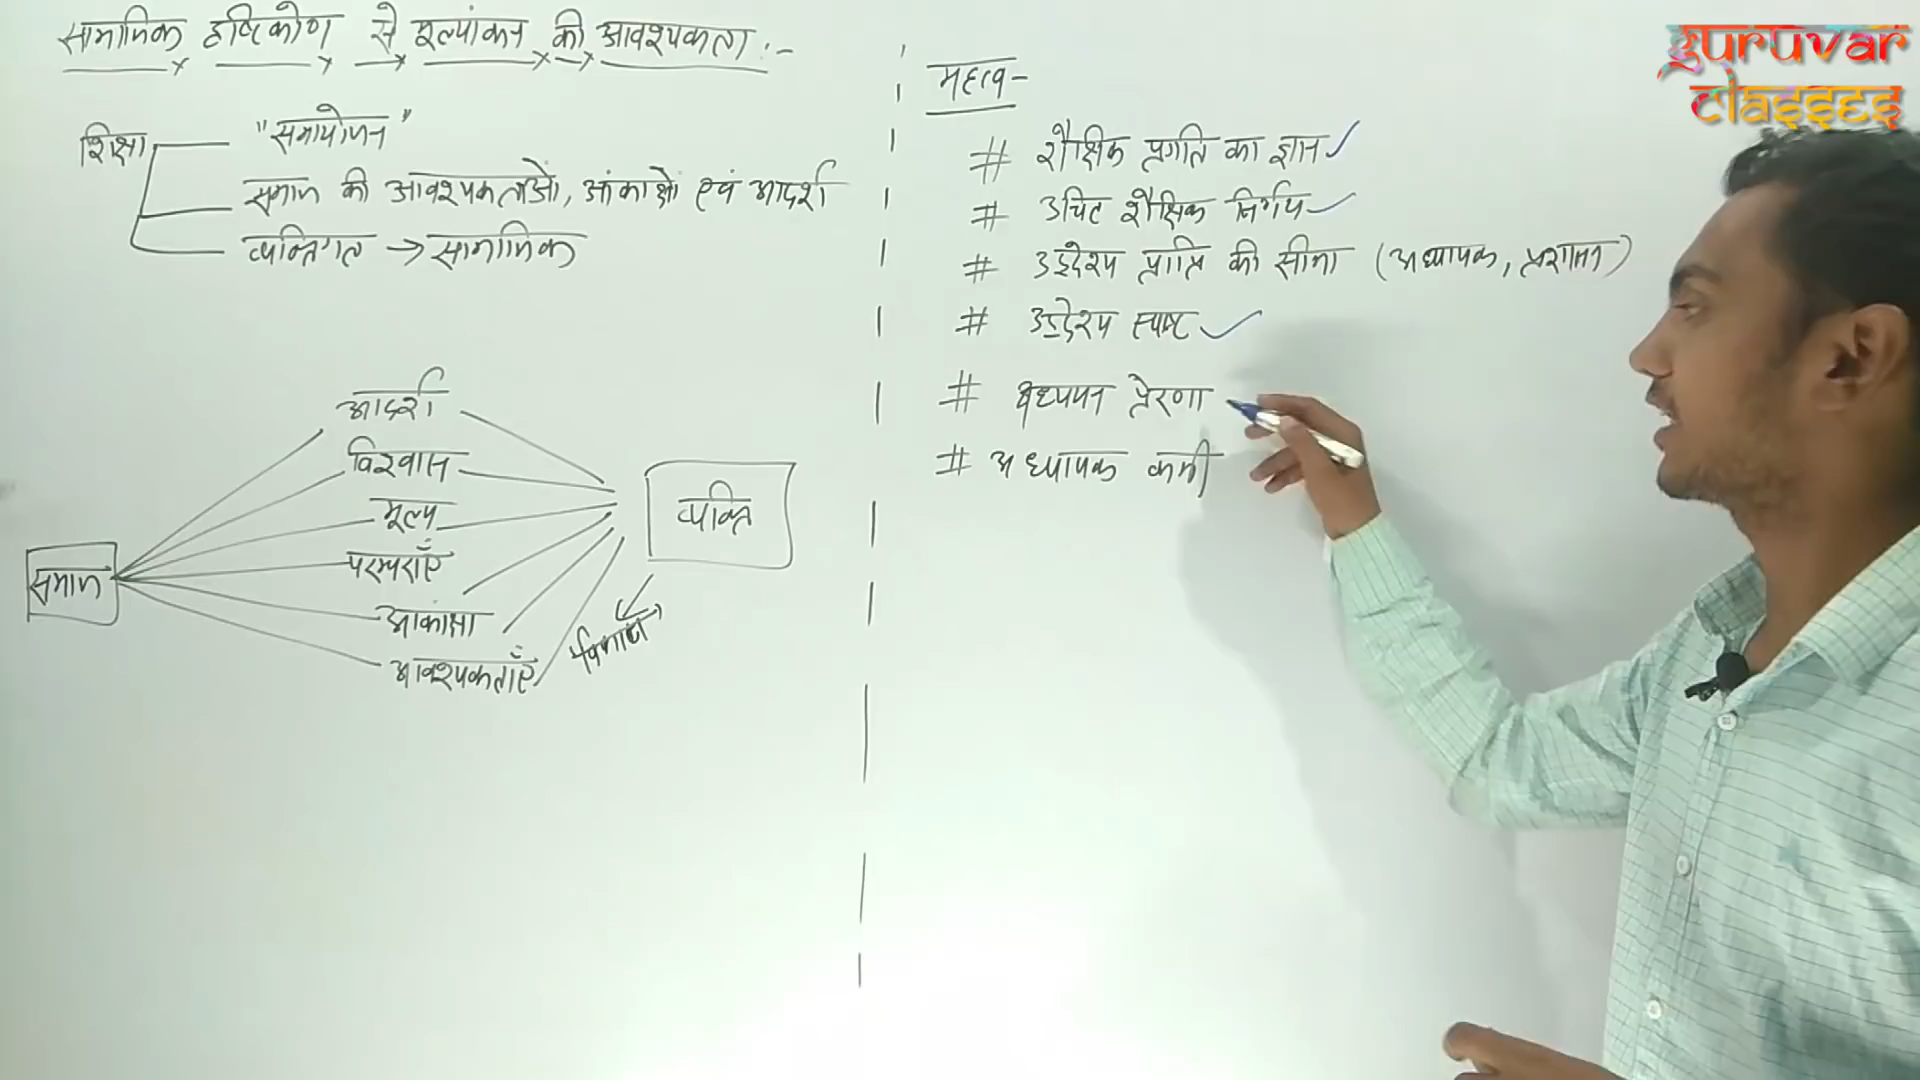 सामाजिक दृष्टिकोण से मूल्यांकन की आवश्यकता :-
शिक्षा
"समायोजन"
समाज की आवश्यकताओं, आंकाक्षों एवं आदर्श
व्यक्तिगत → सामाजिक
समाज
आदर्श
विश्वास
मूल्य
परम्पराएँ
आकांक्षा
आवश्यकताएँ
व्यक्ति
महत्व -
# शैक्षिक प्रगति का ज्ञान ✓
# उचित शैक्षिक निर्णय ✓
# उद्देश्य प्राप्ति की सीमा (अध्यापक, प्रशासन)
# उद्देश्य स्पष्ट ✓
# अध्ययन प्रेरणा
# अध्यापक कमी
guruvar
classes